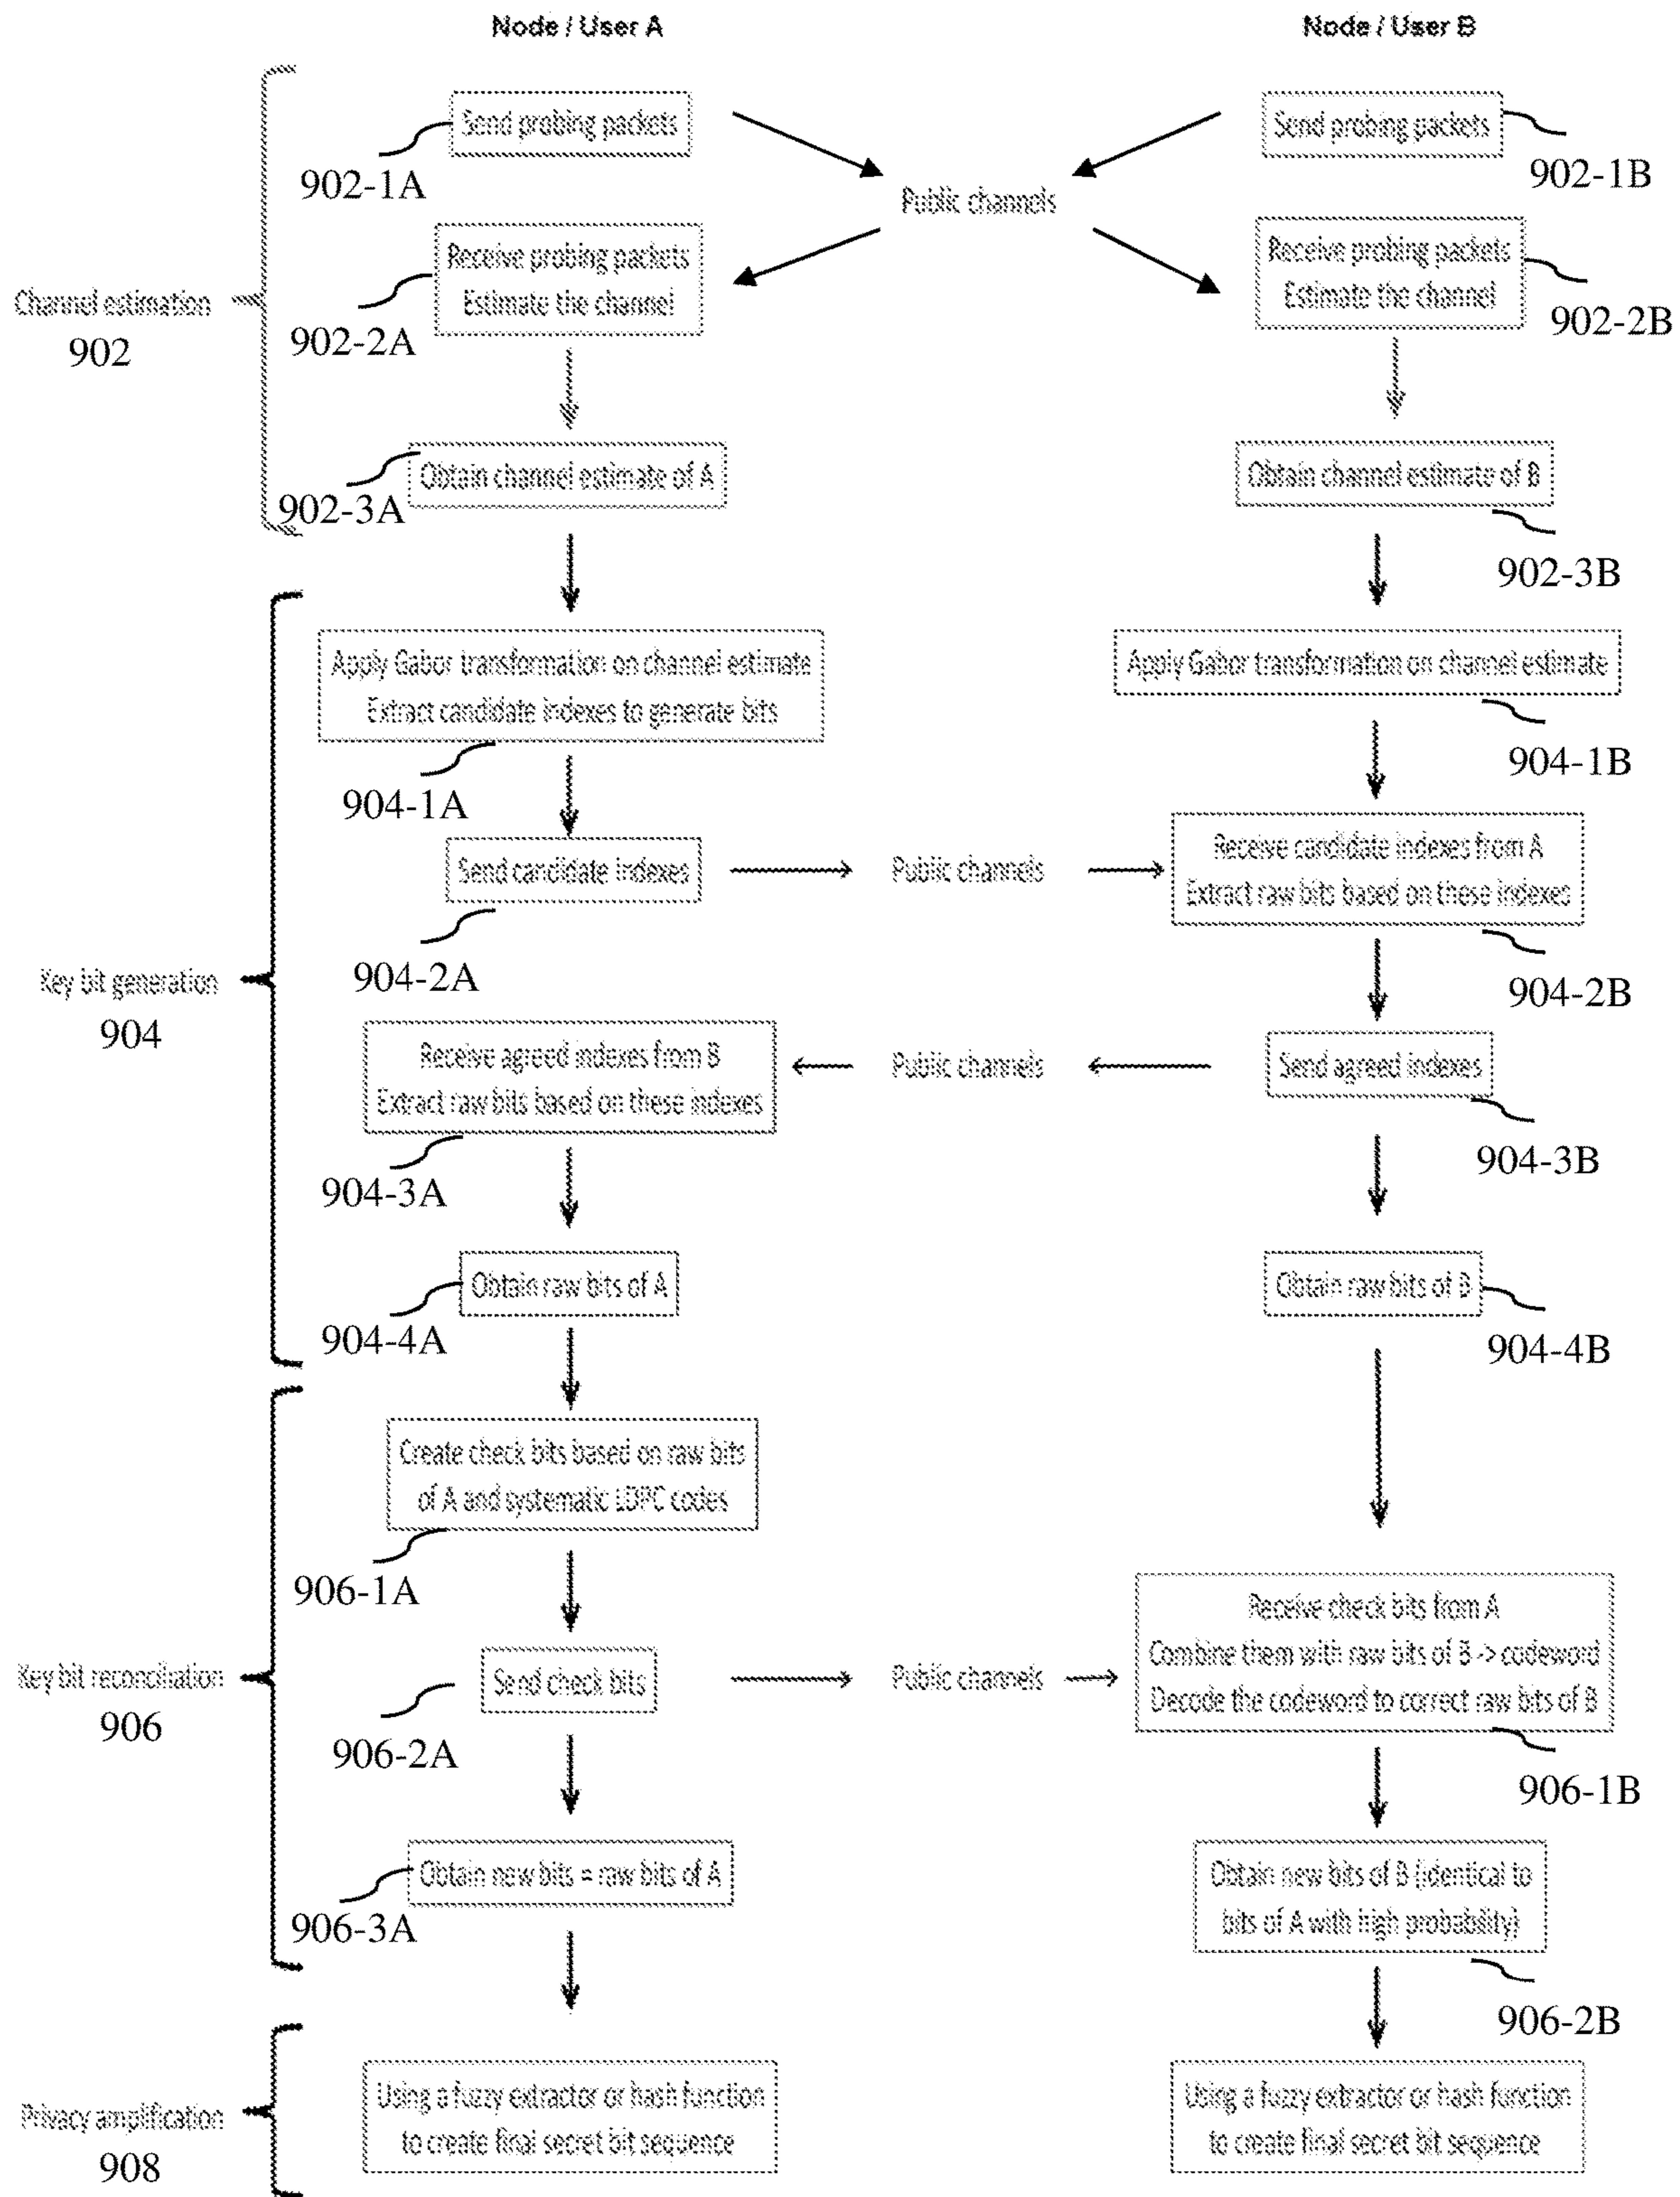 Node / User A
Node / User B
Send probing packets
902-1A
Send probing packets
902-1B
Public channels
Receive probing packets
Estimate the channel
902-2A
Receive probing packets
Estimate the channel
902-2B
Channel estimation
902
Obtain channel estimate of A
902-3A
Obtain channel estimate of B
902-3B
Apply Gabor transformation on channel estimate
Extract candidate indexes to generate bits
904-1A
Apply Gabor transformation on channel estimate
904-1B
Send candidate indexes
904-2A
Public channels
Receive candidate indexes from A
Extract raw bits based on these indexes
904-2B
Key bit generation
904
Receive agreed indexes from B
Extract raw bits based on these indexes
904-3A
Public channels
Send agreed indexes
904-3B
Obtain raw bits of A
904-4A
Obtain raw bits of B
904-4B
Create check bits based on raw bits
of A and systematic LDPC codes
906-1A
Key bit reconciliation
906
Send check bits
906-2A
Public channels
Receive check bits from A
Combine them with raw bits of B -> codeword
Decode the codeword to correct raw bits of B
906-1B
Obtain new bits = raw bits of A
906-3A
Obtain new bits of B (identical to
bits of A with high probability)
906-2B
Privacy amplification
908
Using a fuzzy extractor or hash function
to create final secret bit sequence
Using a fuzzy extractor or hash function
to create final secret bit sequence